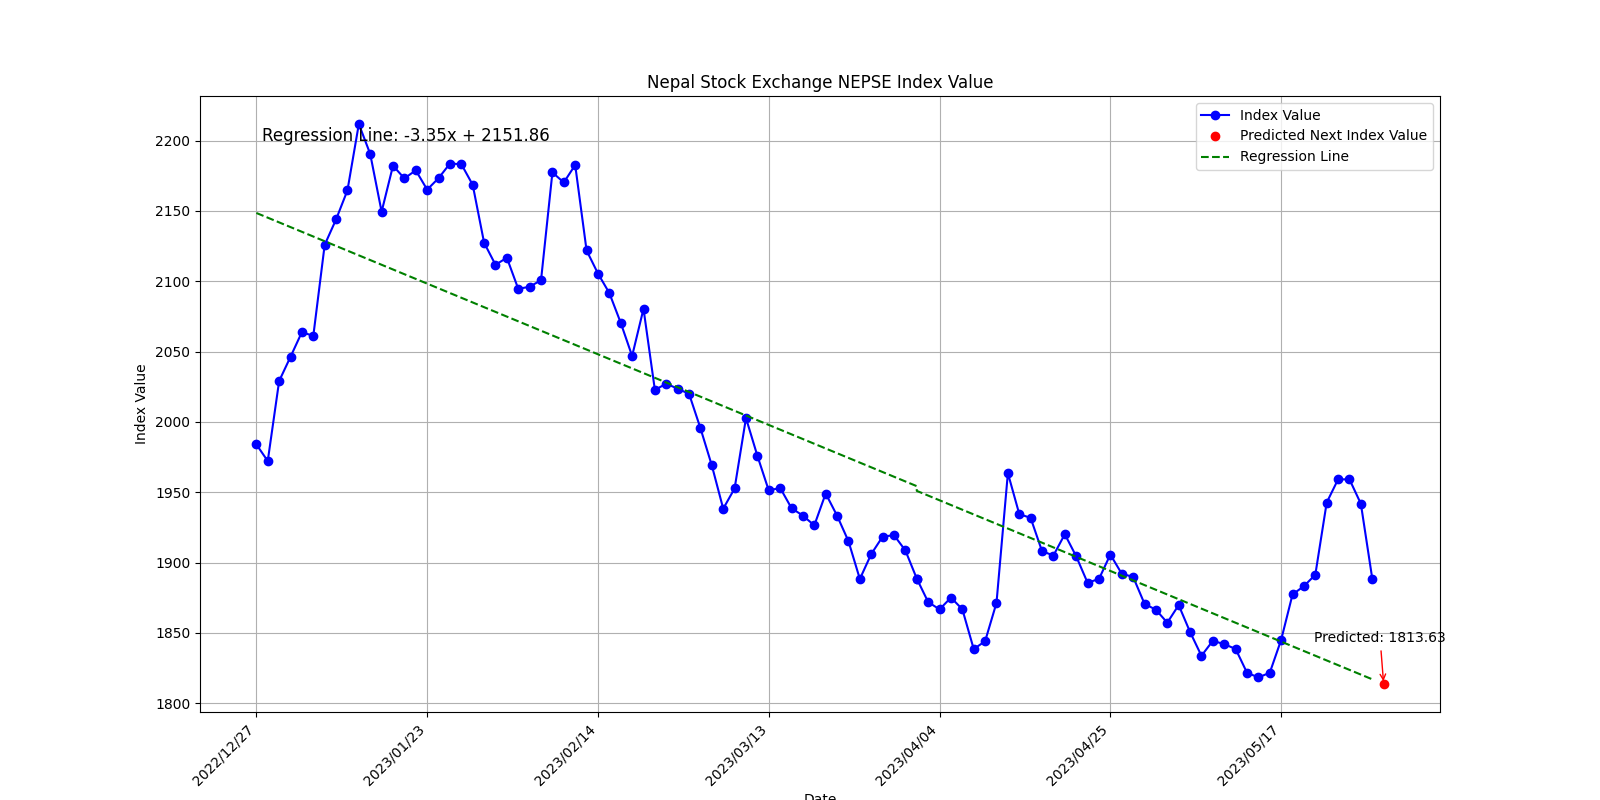 Nepal Stock Exchange NEPSE Index Value
Regression Line: -3.35x + 2151.86
Index Value
Predicted Next Index Value
Regression Line
2200
2150
2100
2050
2000
1950
1900
1850
1800
Index Value
Predicted: 1813.63
2022/12/27
2023/01/23
2023/02/14
2023/03/13
2023/04/04
2023/04/25
2023/05/17
Date